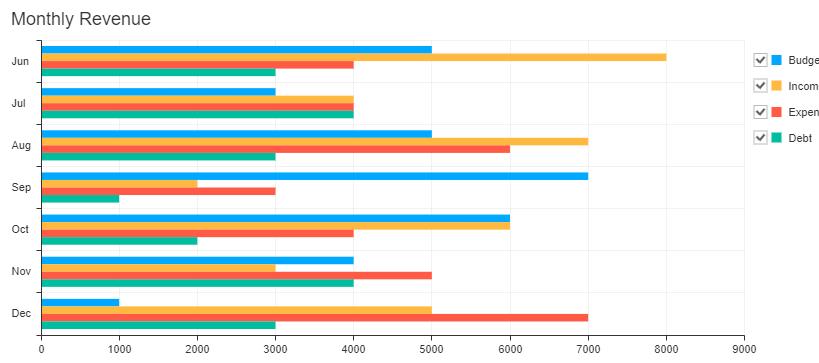 Monthly Revenue
Jun
Jul
Aug
Sep
Oct
Nov
Dec
0 1000 2000 3000 4000 5000 6000 7000 8000 9000
Budge
Incom
Expen
Debt